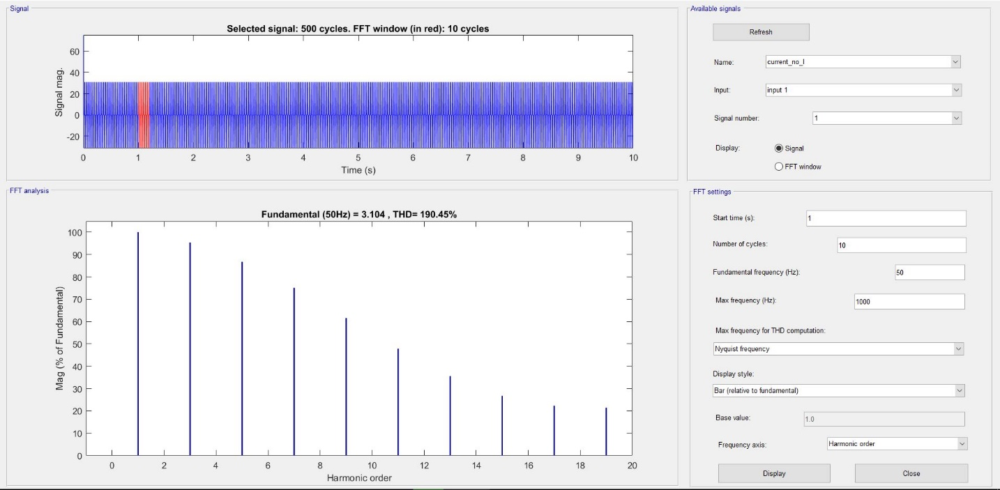 Signal
Selected signal: 500 cycles. FFT window (in red): 10 cycles
60
40
20
0
-20
Signal mag.
0 1 2 3 4 5 6 7 8 9 10
Time (s)
FFT analysis
Fundamental (50Hz) = 3.104 , THD= 190.45%
100
90
80
70
60
50
40
30
20
10
0
Mag (% of Fundamental)
0 2 4 6 8 10 12 14 16 18 20
Harmonic order
Available signals
Refresh
Name: current_no_l
Input: input 1
Signal number: 1
Display: Signal
FFT window
FFT settings
Start time (s): 1
Number of cycles: 10
Fundamental frequency (Hz): 50
Max frequency (Hz): 1000
Max frequency for THD computation:
Nyquist frequency
Display style:
Bar (relative to fundamental)
Base value: 1.0
Frequency axis: Harmonic order
Display Close